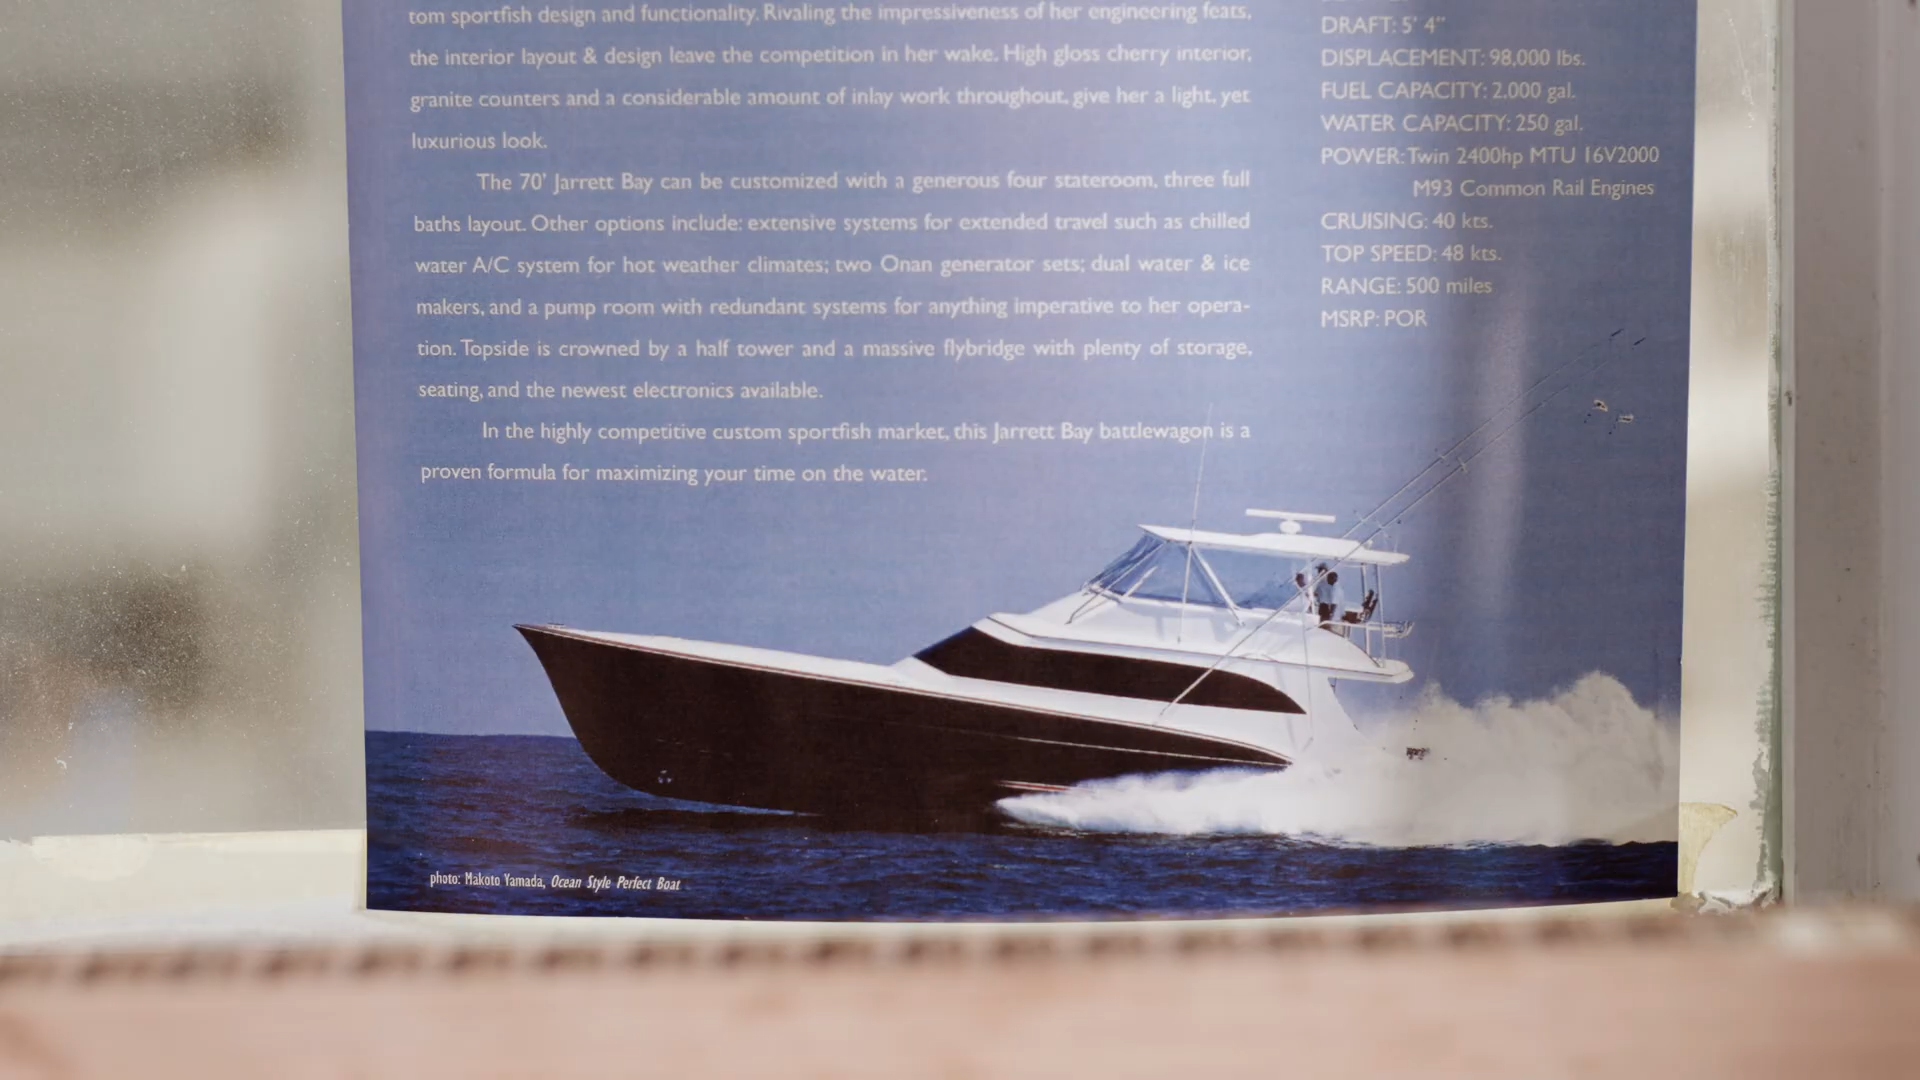 tom sportfish design and functionality. Rivaling the impressiveness of her engineering feats,
the interior layout & design leave the competition in her wake. High gloss cherry interior,
granite counters and a considerable amount of inlay work throughout, give her a light, yet
luxurious look.
The 70' Jarrett Bay can be customized with a generous four stateroom, three full
baths layout. Other options include: extensive systems for extended travel such as chilled
water A/C system for hot weather climates; two Onan generator sets; dual water & ice
makers, and a pump room with redundant systems for anything imperative to her opera-
tion. Topside is crowned by a half tower and a massive flybridge with plenty of storage,
seating, and the newest electronics available.
In the highly competitive custom sportfish market, this Jarrett Bay battlewagon is a
proven formula for maximizing your time on the water.
DRAFT: 5' 4"
DISPLACEMENT: 98,000 lbs.
FUEL CAPACITY: 2,000 gal.
WATER CAPACITY: 250 gal.
POWER: Twin 2400hp MTU 16V2000
M93 Common Rail Engines
CRUISING: 40 kts.
TOP SPEED: 48 kts.
RANGE: 500 miles
MSRP: POR
photo: Makoto Yamada, Ocean Style Perfect Boat